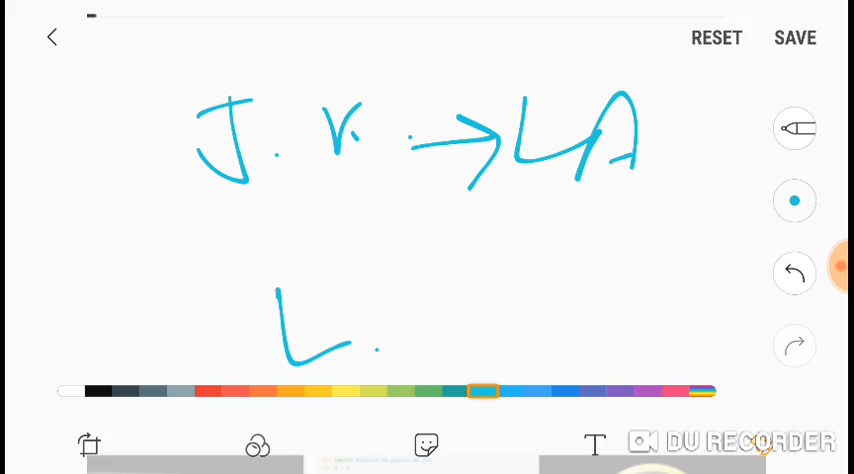 RESET SAVE
J. K. → LA
L.
T DU RECORDER